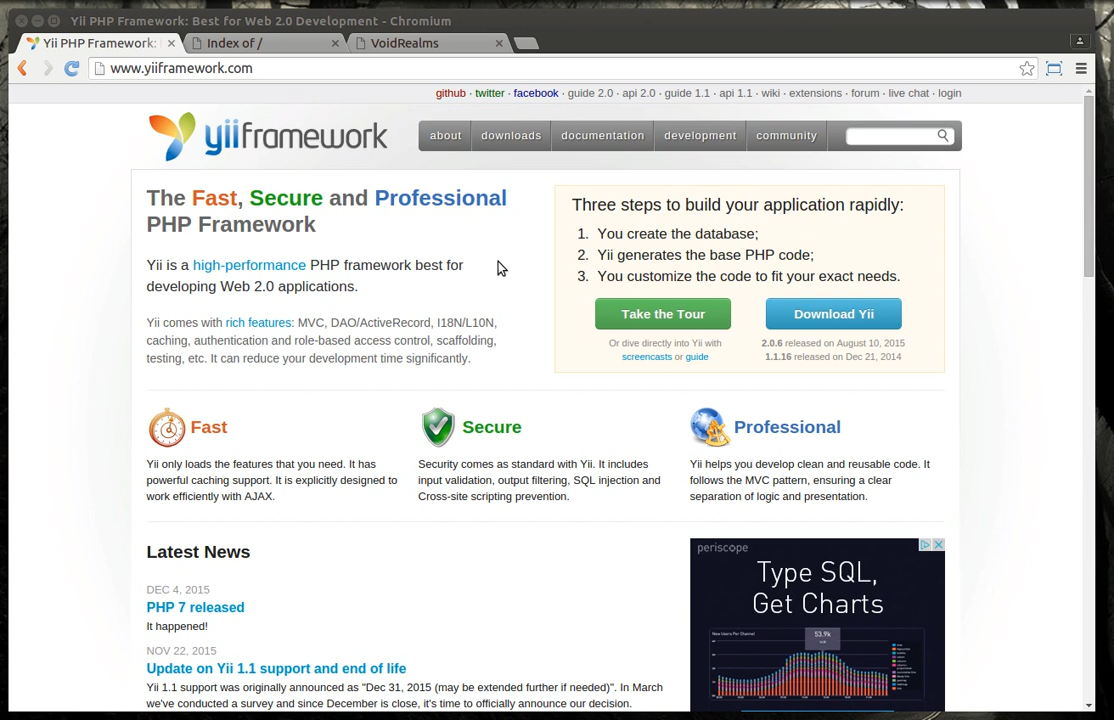 Yii PHP Framework: Best for Web 2.0 Development - Chromium
Yii PHP Framework:
Index of /
VoidRealms
www.yiiframework.com
github · twitter · facebook · guide 2.0 · api 2.0 · guide 1.1 · api 1.1 · wiki · extensions · forum · live chat · login
yiiframework
about downloads documentation development community
The Fast, Secure and Professional
PHP Framework
Yii is a high-performance PHP framework best for
developing Web 2.0 applications.
Yii comes with rich features: MVC, DAO/ActiveRecord, I18N/L10N,
caching, authentication and role-based access control, scaffolding,
testing, etc. It can reduce your development time significantly.
Three steps to build your application rapidly:
1. You create the database;
2. Yii generates the base PHP code;
3. You customize the code to fit your exact needs.
Take the Tour
Download Yii
Or dive directly into Yii with
screencasts or guide
2.0.6 released on August 10, 2015
1.1.16 released on Dec 21, 2014
Fast
Yii only loads the features that you need. It has
powerful caching support. It is explicitly designed to
work efficiently with AJAX.
Secure
Security comes as standard with Yii. It includes
input validation, output filtering, SQL injection and
Cross-site scripting prevention.
Professional
Yii helps you develop clean and reusable code. It
follows the MVC pattern, ensuring a clear
separation of logic and presentation.
Latest News
DEC 4, 2015
PHP 7 released
It happened!
NOV 22, 2015
Update on Yii 1.1 support and end of life
Yii 1.1 support was originally announced as "Dec 31, 2015 (may be extended further if needed)". In March
we've conducted a survey and since December is close, it's time to officially announce our decision.
periscope
Type SQL,
Get Charts
New Users Per Channel
53.9k